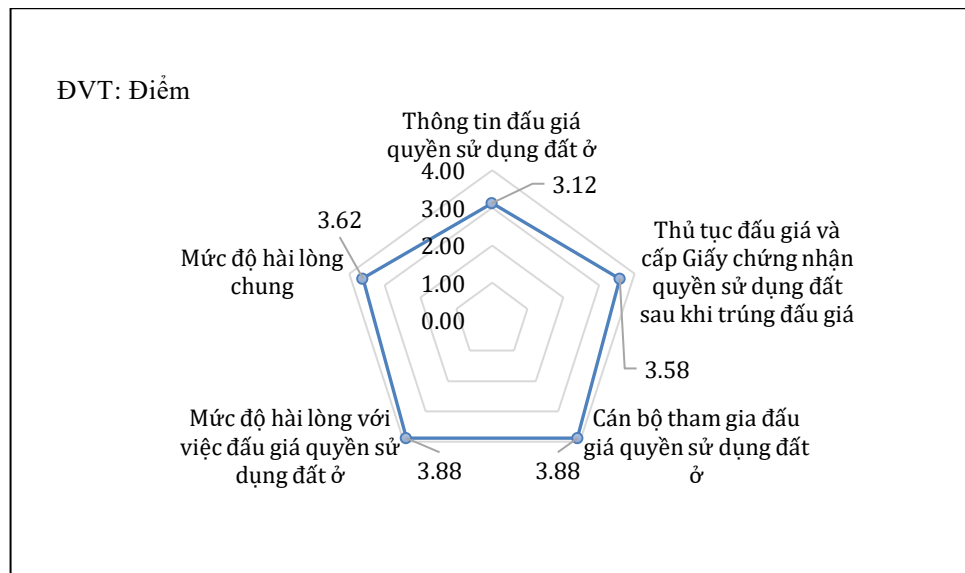 ĐVT: Điểm
Thông tin đấu giá
quyền sử dụng đất ở
4.00
3.12
3.00
3.62
2.00
Mức độ hài lòng
chung
1.00
0.00
Thủ tục đấu giá và
cấp Giấy chứng nhận
quyền sử dụng đất
sau khi trúng đấu giá
3.58
Mức độ hài lòng với
việc đấu giá quyền sử
dụng đất ở
3.88
3.88
Cán bộ tham gia đấu
giá quyền sử dụng đất
ở